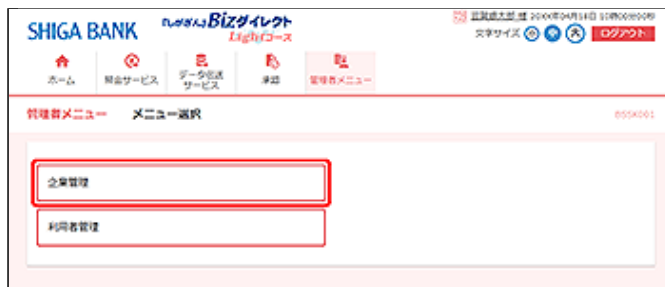 SHIGA BANK 『しがぎん』Bizダイレクト
Lightコース
文字サイズ 小 中 大 ログアウト
ホーム 照会サービス データ伝送サービス 承認 管理者メニュー
管理者メニュー メニュー選択 BSSK001
企業管理
利用者管理